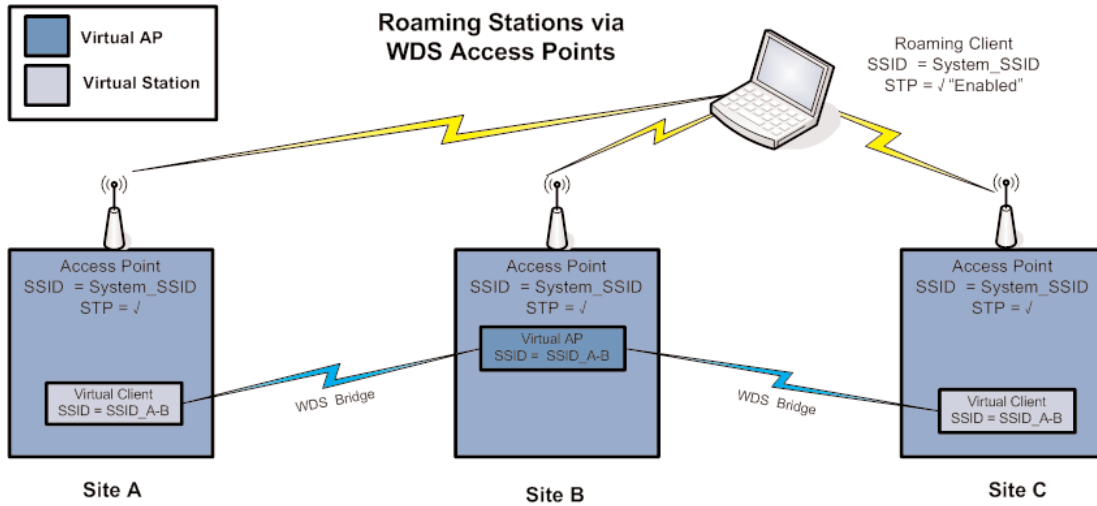 Virtual AP
Virtual Station
Roaming Stations via
WDS Access Points
Roaming Client
SSID = System_SSID
STP = √ "Enabled"
Access Point
SSID = System_SSID
STP = √
Virtual Client
SSID = SSID_A-B
WDS Bridge
Access Point
SSID = System_SSID
STP = √
Virtual AP
SSID = SSID_A-B
WDS Bridge
Access Point
SSID = System_SSID
STP = √
Virtual Client
SSID = SSID_A-B
Site A
Site B
Site C